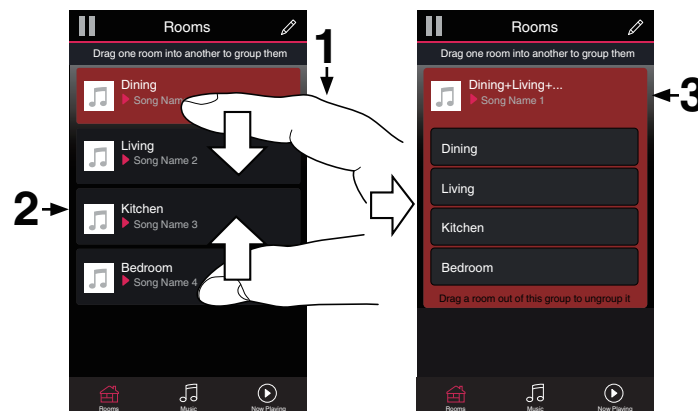 Rooms
Drag one room into another to group them
1
Dining
Song Nam
Living
Song Name 2
2
Kitchen
Song Name 3
Bedroom
Song Name 4
Rooms
Music
Now Playing
Rooms
Drag one room into another to group them
Dining+Living+...
Song Name 1
3
Dining
Living
Kitchen
Bedroom
Drag a room out of this group to ungroup it
Rooms
Music
Now Playing